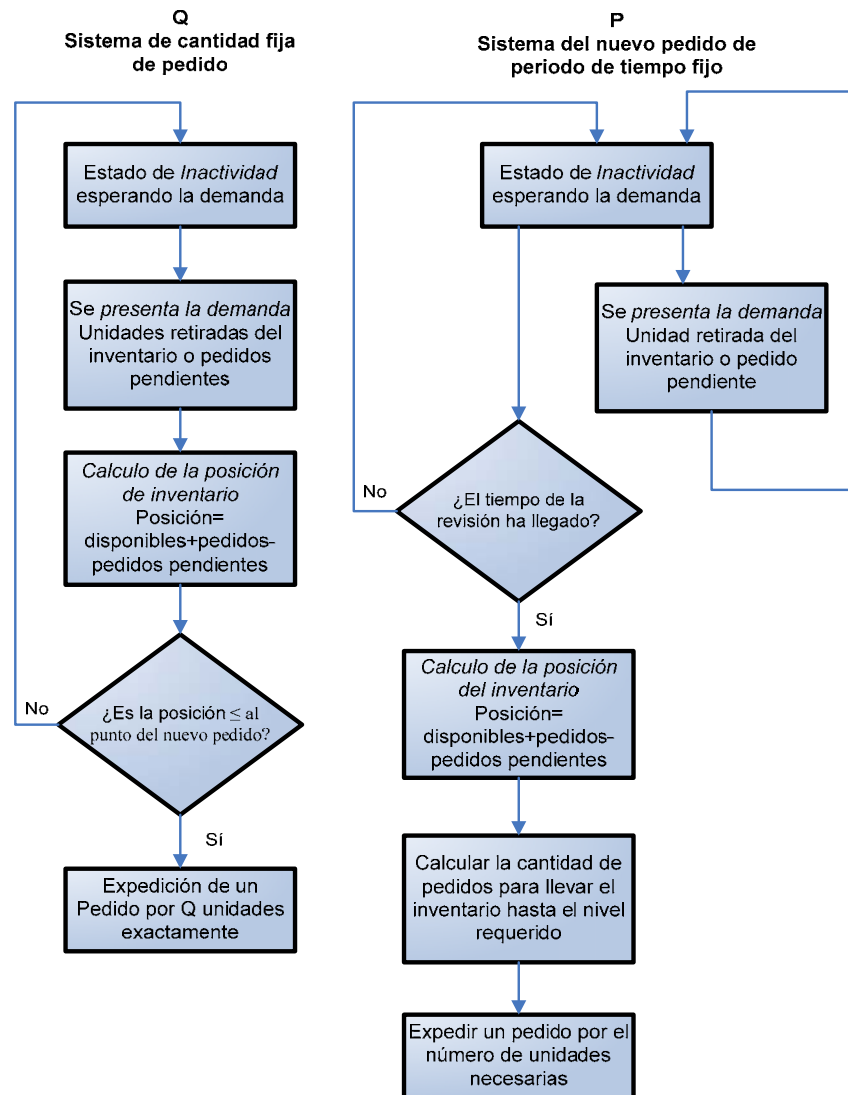 Q
Sistema de cantidad fija
de pedido
Estado de Inactividad
esperando la demanda
Se presenta la demanda
Unidades retiradas del
inventario o pedidos
pendientes
Calculo de la posición
de inventario
Posición=
disponibles+pedidos-
pedidos pendientes
No
¿Es la posición ≤ al
punto del nuevo pedido?
Sí
Expedición de un
Pedido por Q unidades
exactamente
P
Sistema del nuevo pedido de
periodo de tiempo fijo
Estado de Inactividad
esperando la demanda
Se presenta la demanda
Unidad retirada del
inventario o pedido
pendiente
No
¿El tiempo de la
revisión ha llegado?
Sí
Calculo de la posición
del inventario
Posición=
disponibles+pedidos-
pedidos pendientes
Calcular la cantidad de
pedidos para llevar el
inventario hasta el nivel
requerido
Expedir un pedido por el
número de unidades
necesarias